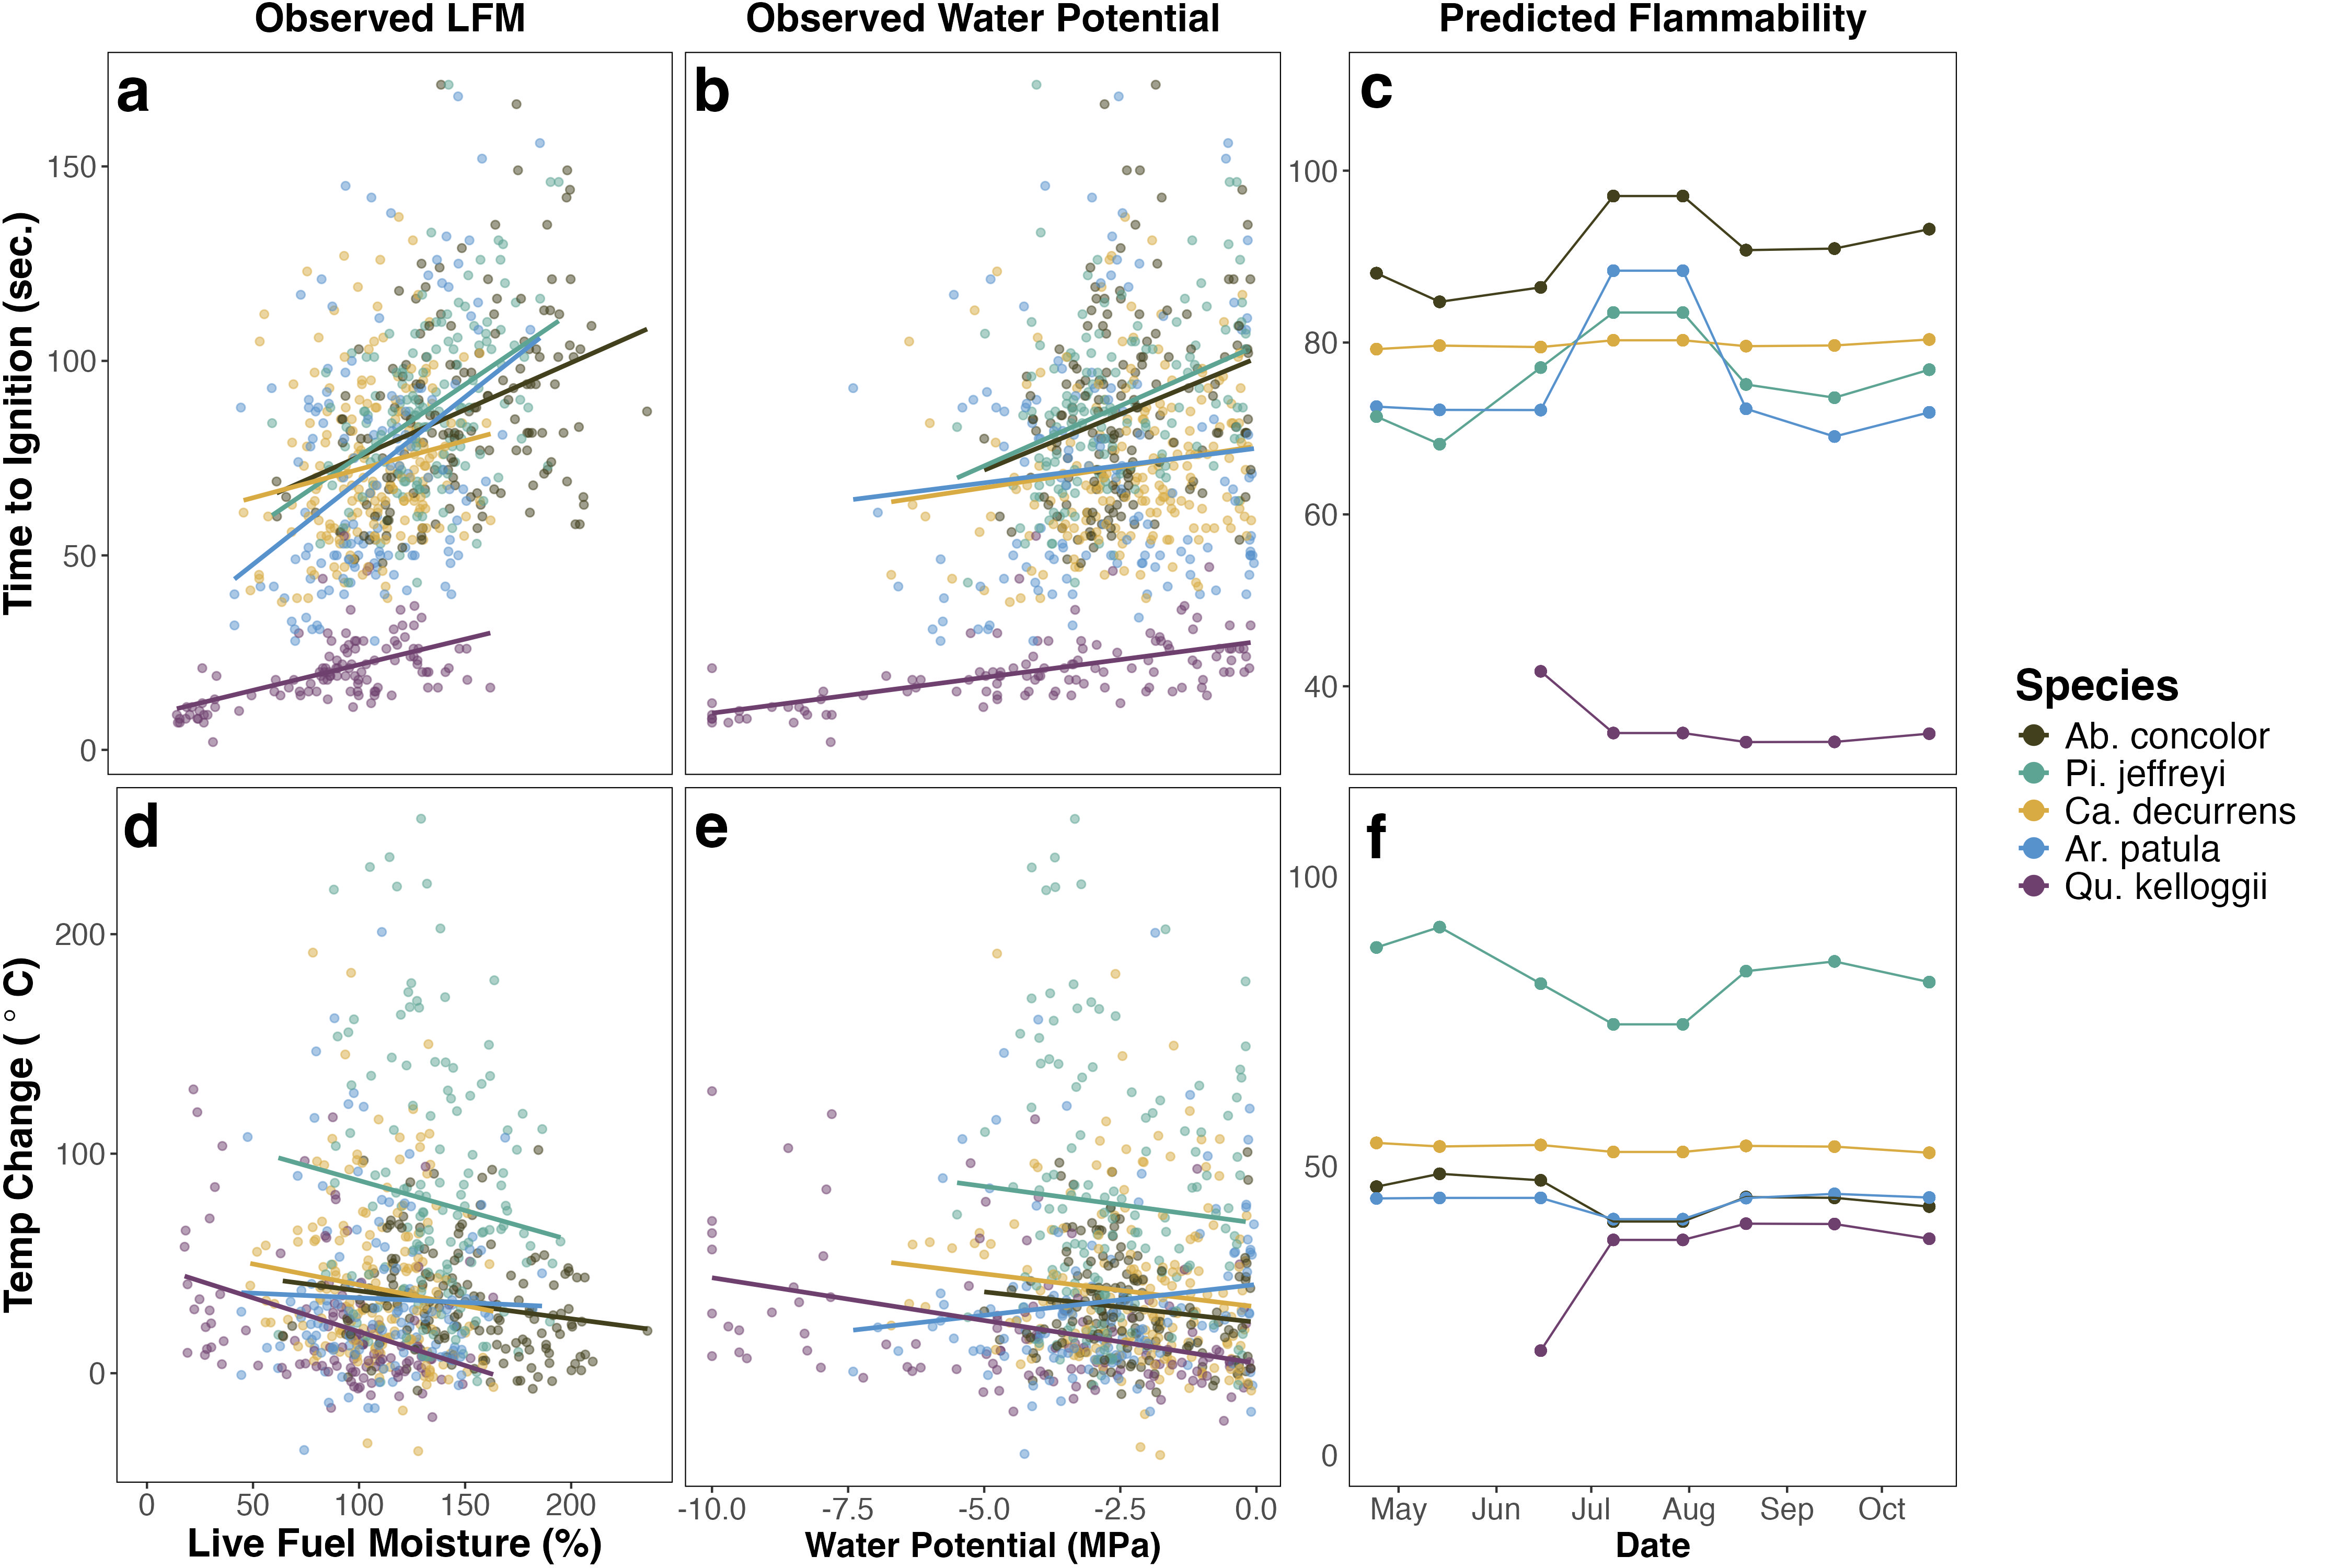 Observed LFM
Observed Water Potential
Predicted Flammability
a
b
c
Time to Ignition (sec.)
150
100
50
0
100
80
60
40
d
e
f
Temp Change (° C)
200
100
0
100
50
0
0 50 100 150 200
Live Fuel Moisture (%)
-10.0 -7.5 -5.0 -2.5 0.0
Water Potential (MPa)
May Jun Jul Aug Sep Oct
Date
Species
Ab. concolor
Pi. jeffreyi
Ca. decurrens
Ar. patula
Qu. kelloggii